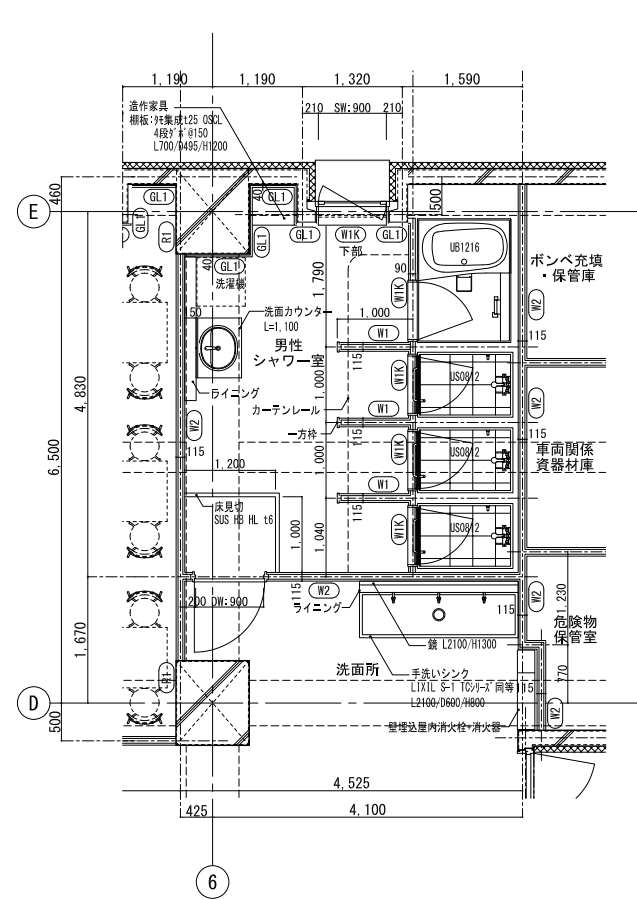 1,190
1,190
1,320
1,590
210
SW:900
210
造作家具
棚板:ﾀﾓ集成t25 OSCL
4段ﾀﾞﾎﾞ@150
L700/D495/H1200
460
E
GL1
GL1
R1
GL1
40
GL1
GL1
W1K
GL1
下部
500
UB1216
ボンベ充填
・保管庫
40
GL1
洗濯機
1,790
90
W1K
W2
洗面カウンター
L=1,100
1,000
W1
115
男性
シャワー室
150
115
W1K
US0812
ライニング
1,000
カーテンレール
W1
W2
一方枠
115
W2
115
W1K
US0812
115
車両関係
資器材庫
4,830
6,500
1,200
1,000
W1
床見切
SUS HB HL t6
115
W1K
US0812
1,000
1,040
115
W2
200 DW:900
ライニング
115
W2
1,230
危険物
保管室
1,670
鏡 L2100/H1300
洗面所
手洗いシンク
LIXIL S-1 TCｼﾘｰｽﾞ同等
L2100/D600/H800
115
770
R1
D
500
壁埋込屋内消火栓+消火器
W2
4,525
425
4,100
6